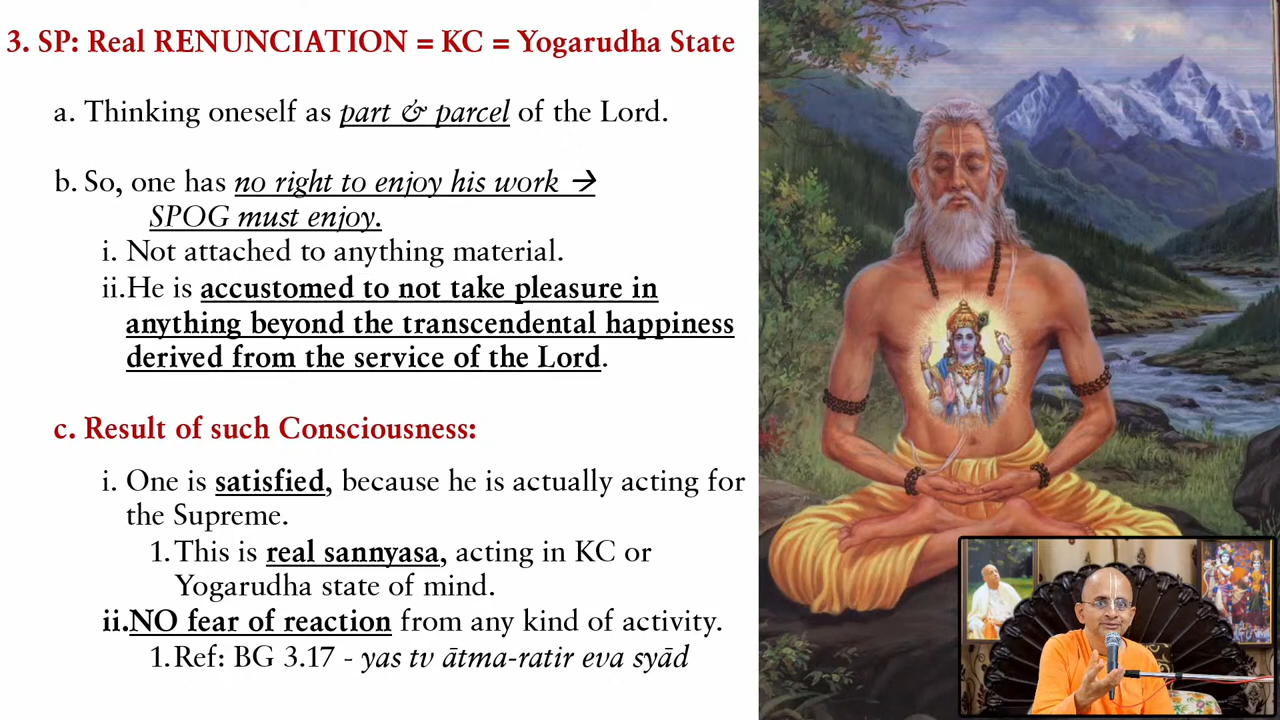 3. SP: Real RENUNCIATION = KC = Yogarudha State
a. Thinking oneself as part & parcel of the Lord.
b. So, one has no right to enjoy his work →
SPOG must enjoy.
i. Not attached to anything material.
ii.He is accustomed to not take pleasure in
anything beyond the transcendental happiness
derived from the service of the Lord.
c. Result of such Consciousness:
i. One is satisfied, because he is actually acting for
the Supreme.
1. This is real sannyasa, acting in KC or
Yogarudha state of mind.
ii.NO fear of reaction from any kind of activity.
1. Ref: BG 3.17 - yas tv ātma-ratir eva syād